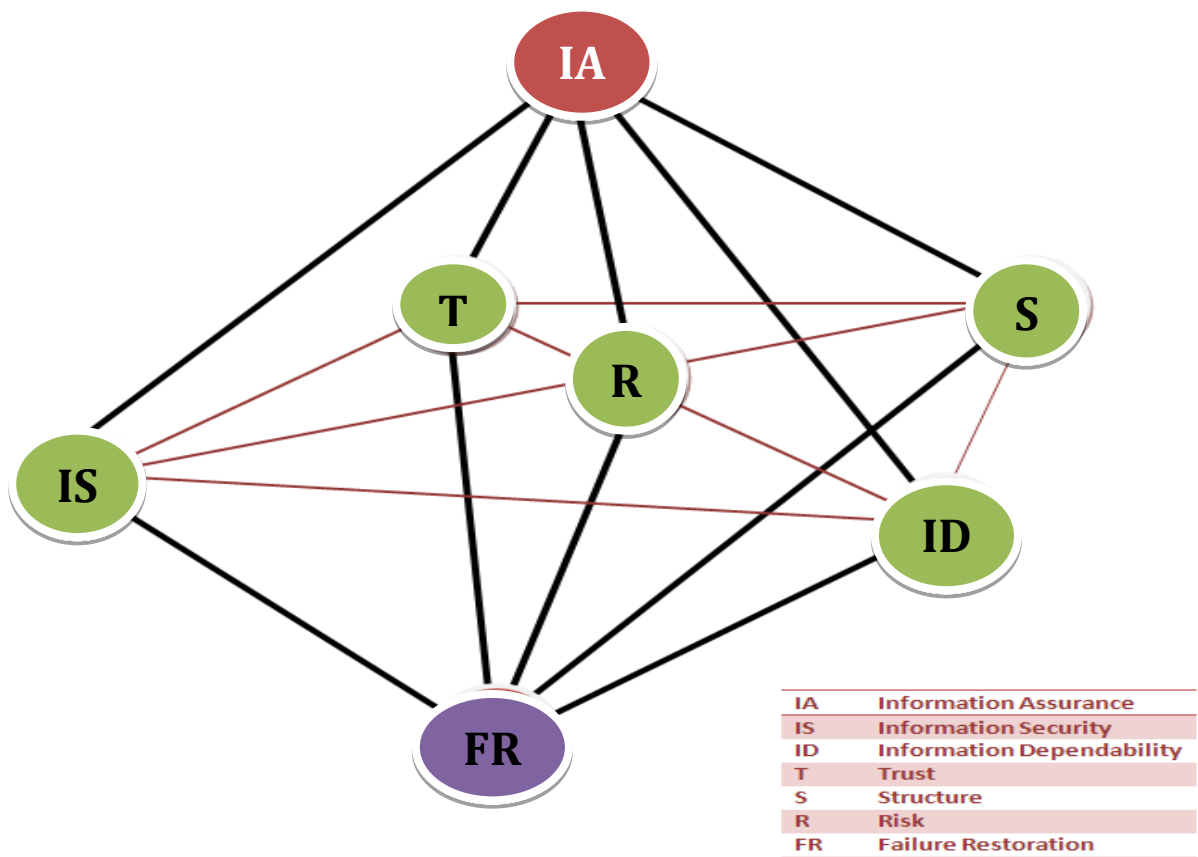 IA
T
S
R
IS
ID
FR
IA Information Assurance
IS Information Security
ID Information Dependability
T Trust
S Structure
R Risk
FR Failure Restoration